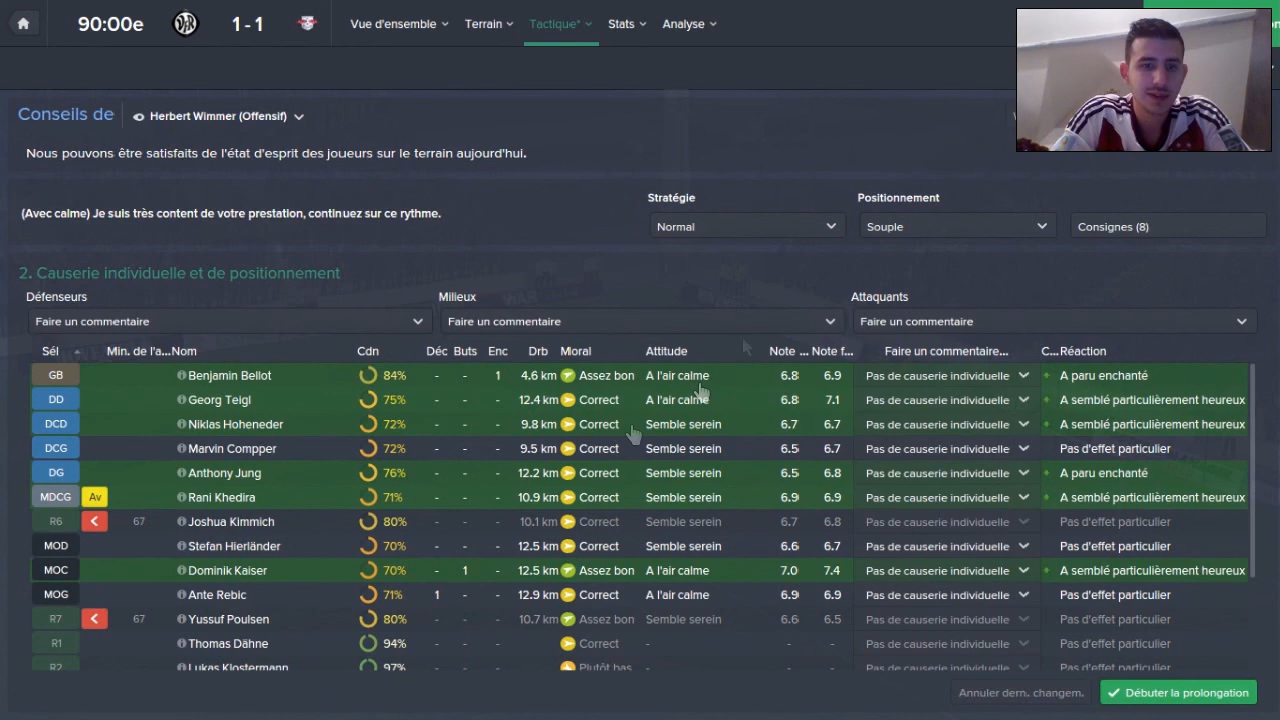 90:00e 1-1 Vue d'ensemble Terrain Tactique* Stats Analyse
Conseils de Herbert Wimmer (Offensif)
Nous pouvons être satisfaits de l'état d'esprit des joueurs sur le terrain aujourd'hui.
Stratégie Positionnement
(Avec calme) Je suis très content de votre prestation, continuez sur ce rythme. Normal Souple Consignes (8)
2. Causerie individuelle et de positionnement
Défenseurs Milieux Attaquants
Faire un commentaire Faire un commentaire Faire un commentaire
Sél Min. de l'a... Nom Cdn Déc Buts Enc Drb Moral Attitude Note ... Note f... Faire un commentaire... C... Réaction
GB Benjamin Bellot 84% - - 1 4.6 km Assez bon A l'air calme 6.8 6.9 Pas de causerie individuelle A paru enchanté
DD Georg Teigl 75% - - - 12.4 km Correct A l'air calme 6.8 7.1 Pas de causerie individuelle A semblé particulièrement heureux
DCD Niklas Hoheneder 72% - - - 9.8 km Correct Semble serein 6.7 6.7 Pas de causerie individuelle A semblé particulièrement heureux
DCG Marvin Compper 72% - - - 9.5 km Correct Semble serein 6.5 6.7 Pas de causerie individuelle Pas d'effet particulier
DG Anthony Jung 76% - - - 12.2 km Correct Semble serein 6.5 6.8 Pas de causerie individuelle A paru enchanté
MDCG Av Rani Khedira 71% - - - 10.9 km Correct Semble serein 6.9 6.9 Pas de causerie individuelle A semblé particulièrement heureux
R6 67 Joshua Kimmich 80% - - - 10.1 km Correct Semble serein 6.7 6.8 Pas de causerie individuelle Pas d'effet particulier
MOD Stefan Hierländer 70% - - - 12.5 km Correct Semble serein 6.6 6.7 Pas de causerie individuelle Pas d'effet particulier
MOC Dominik Kaiser 70% - 1 - 12.5 km Assez bon A l'air calme 7.0 7.4 Pas de causerie individuelle A semblé particulièrement heureux
MOG Ante Rebic 71% 1 - - 12.9 km Correct A l'air calme 6.9 6.9 Pas de causerie individuelle Pas d'effet particulier
R7 67 Yussuf Poulsen 80% - - - 10.7 km Assez bon Semble serein 6.6 6.5 Pas de causerie individuelle Pas d'effet particulier
R1 Thomas Dähne 94% - - - Correct - - - Pas de causerie individuelle Pas d'effet particulier
R2 Lukas Klostermann 97% - - - Plutôt bas - - - Pas de causerie individuelle Pas d'effet particulier
Annuler dern. changem. Débuter la prolongation